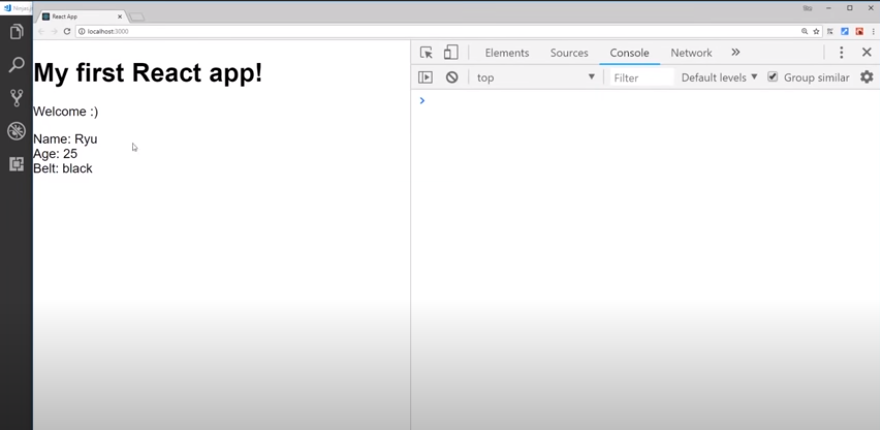 React App
localhost:3000
Elements Sources Console Network »
top Filter Default levels Group similar
>
My first React app!
Welcome :)
Name: Ryu
Age: 25
Belt: black